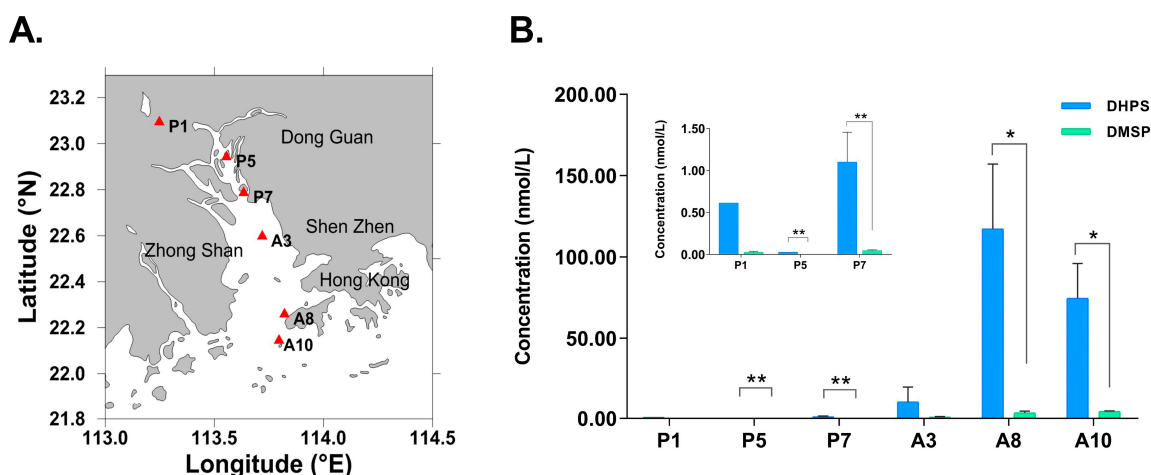 A.
B.
23.2
23.0
22.8
22.6
22.4
22.2
22.0
21.8
Latitude (°N)
113.0
113.5
114.0
114.5
Longitude (°E)
P1
P5
P7
A3
A8
A10
Dong Guan
Shen Zhen
Zhong Shan
Hong Kong
200.00
150.00
100.00
50.00
0.00
Concentration (nmol/L)
P1
P5
P7
A3
A8
A10
**
**
*
*
DHPS
DMSP
1.50
1.00
0.50
0.00
Concentration (nmol/L)
P1
P5
P7
**
**